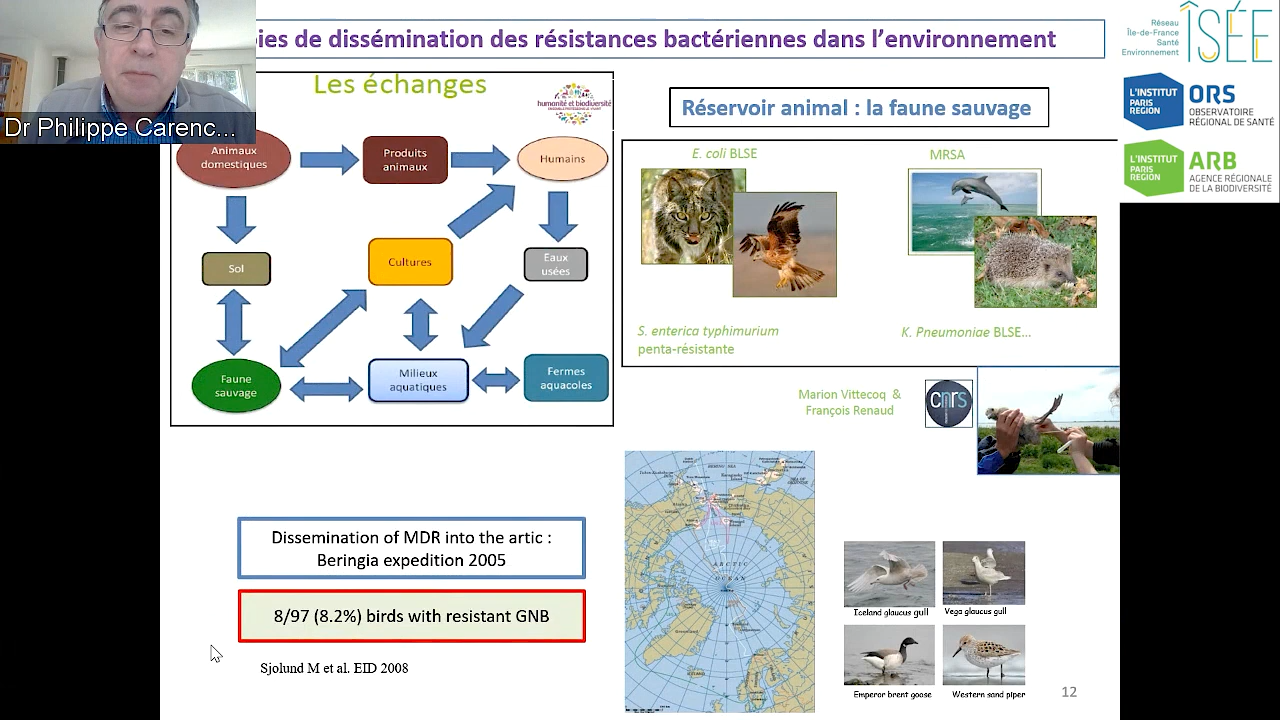 ies de dissémination des résistances bactériennes dans l'environnement
Réseau
Île-de-France
Santé
Environnement
ÎSÉE
Dr Philippe Carenc...
Les échanges
humanité et biodiversité
Animaux
domestiques
Produits
animaux
Humains
Sol
Cultures
Eaux
usées
Faune
sauvage
Milieux
aquatiques
Fermes
aquacoles
Réservoir animal : la faune sauvage
E. coli BLSE
MRSA
S. enterica typhimurium
penta-résistante
K. Pneumoniae BLSE...
L'INSTITUT
PARIS
REGION
ORS
OBSERVATOIRE
RÉGIONAL DE SANTÉ
L'INSTITUT
PARIS
REGION
ARB
AGENCE RÉGIONALE
DE LA BIODIVERSITÉ
Marion Vittecoq &
François Renaud
cnrs
Dissemination of MDR into the artic :
Beringia expedition 2005
8/97 (8.2%) birds with resistant GNB
Sjolund M et al. EID 2008
ARCTIC
OCEAN
Iceland glaucus gull
Vega glaucus gull
Emperor brent goose
Western sand piper
12